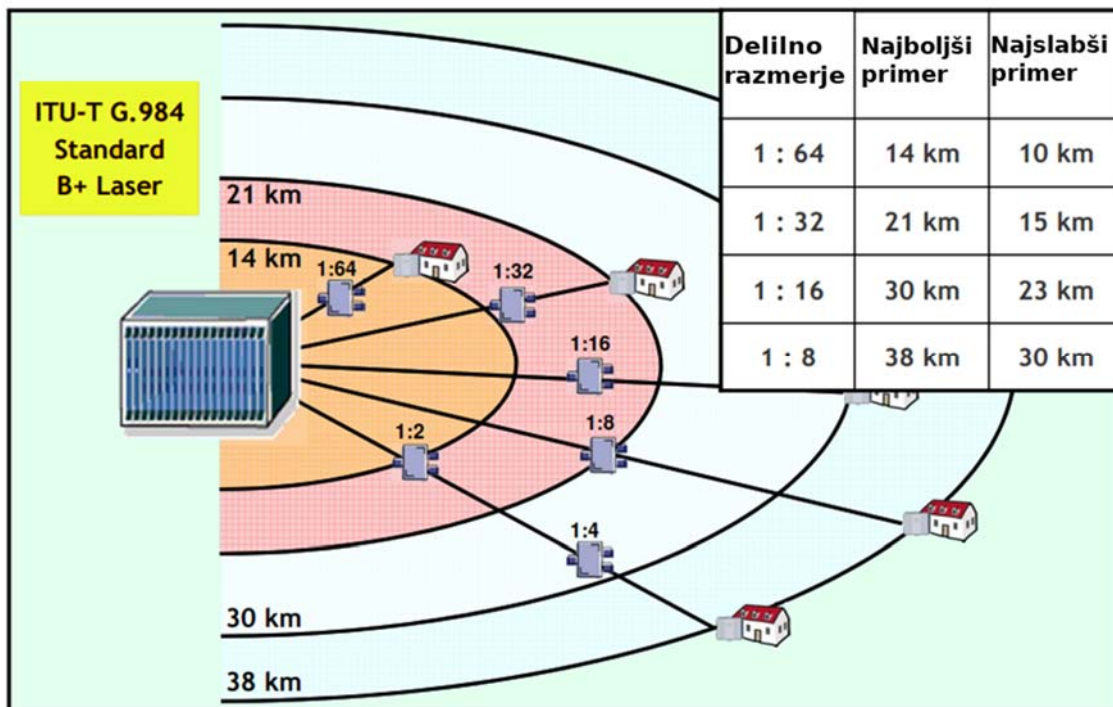 ITU-T G.984
Standard
B+ Laser
21 km
14 km
1:64
1:32
1:16
1:8
1:2
1:4
30 km
38 km
Delilno razmerje
Najboljši primer
Najslabši primer
1 : 64
14 km
10 km
1 : 32
21 km
15 km
1 : 16
30 km
23 km
1 : 8
38 km
30 km